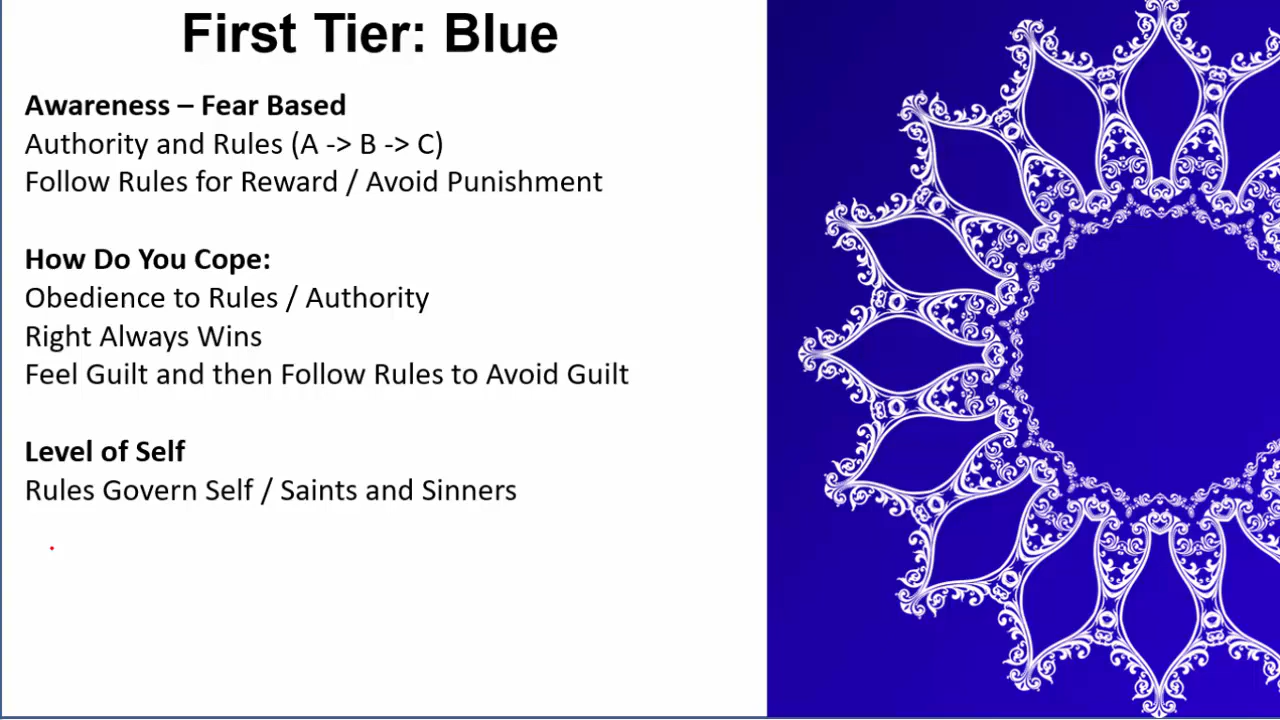 First Tier: Blue
Awareness – Fear Based
Authority and Rules (A -> B -> C)
Follow Rules for Reward / Avoid Punishment
How Do You Cope:
Obedience to Rules / Authority
Right Always Wins
Feel Guilt and then Follow Rules to Avoid Guilt
Level of Self
Rules Govern Self / Saints and Sinners